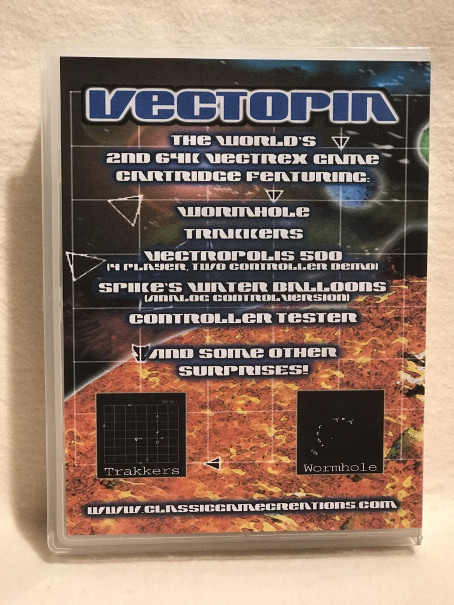 VECTOPIA
THE WORLD'S
2ND 64K VECTREX GAME
CARTRIDGE FEATURING:
WORMHOLE
TRAKKERS
VECTROPOLIS 500
(4 PLAYER, TWO CONTROLLER DEMO)
SPIKE'S WATER BALLOONS
(ANALOG CONTROL VERSION)
CONTROLLER TESTER
AND SOME OTHER
SURPRISES!
Trakkers
Wormhole
WWW.CLASSICGAMECREATIONS.COM